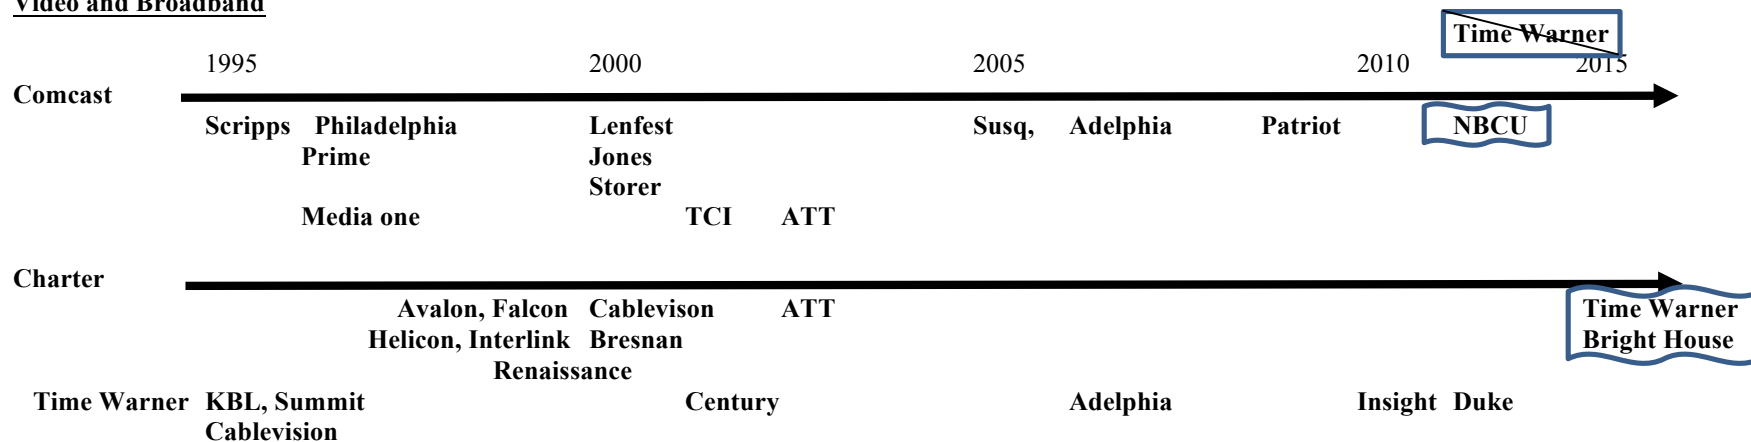 Video and Broadband
Time Warner
1995 2000 2005 2010 2015
Comcast
Scripps Philadelphia Lenfest Susq, Adelphia Patriot NBCU
Prime Jones
Storer
Media one TCI ATT
Charter
Avalon, Falcon Cablevison ATT Time Warner
Helicon, Interlink Bresnan Bright House
Renaissance
Time Warner KBL, Summit Century Adelphia Insight Duke
Cablevision